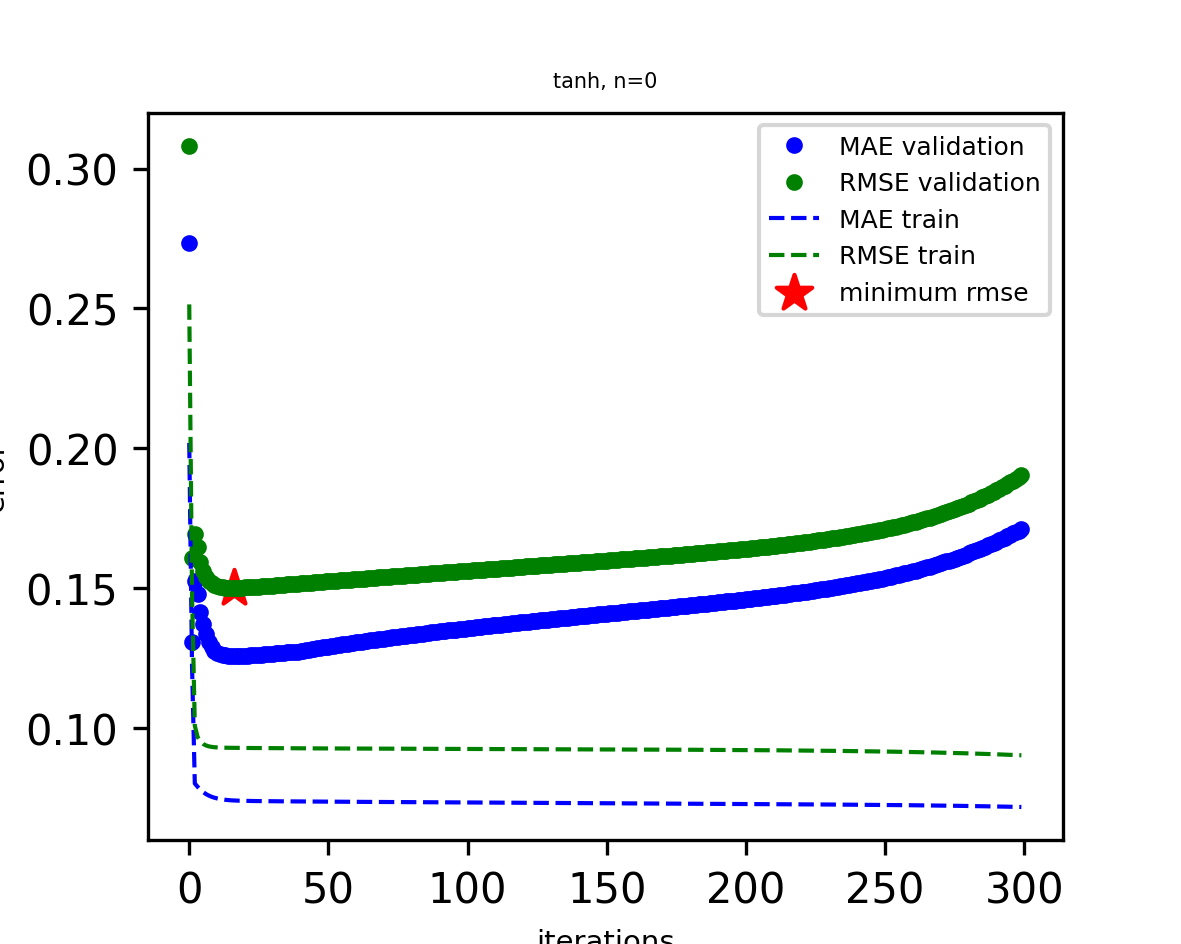 tanh, n=0
MAE validation
RMSE validation
MAE train
RMSE train
minimum rmse
0.30
0.25
0.20
0.15
0.10
0 50 100 150 200 250 300
iterations